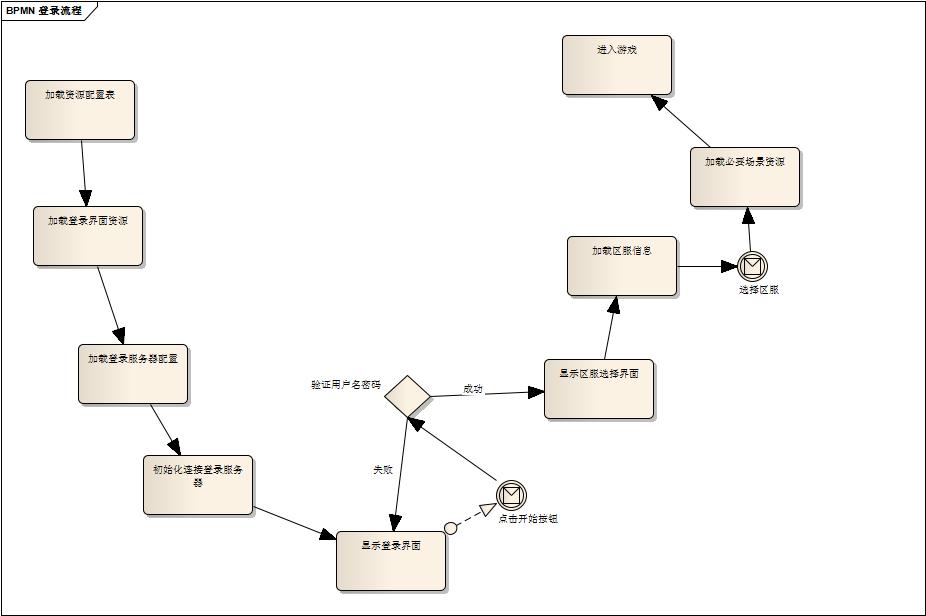 BPMN 登录流程
加载资源配置表
加载登录界面资源
加载登录服务器配置
初始化连接登录服务
器
显示登录界面
点击开始按钮
验证用户名密码
失败
成功
显示区服选择界面
加载区服信息
选择区服
加载必要场景资源
进入游戏